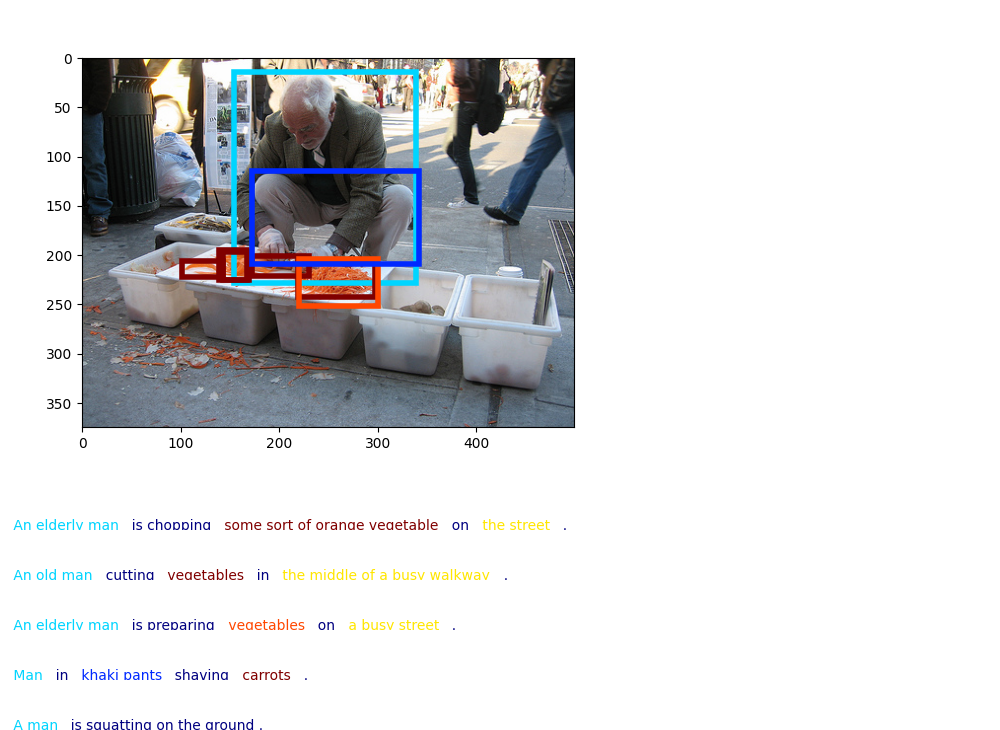 0
50
100
150
200
250
300
350
0 100 200 300 400
An elderly man is chopping some sort of orange vegetable on the street .
An old man cutting vegetables in the middle of a busy walkway .
An elderly man is preparing vegetables on a busy street .
Man in khaki pants shaving carrots .
A man is squatting on the ground .